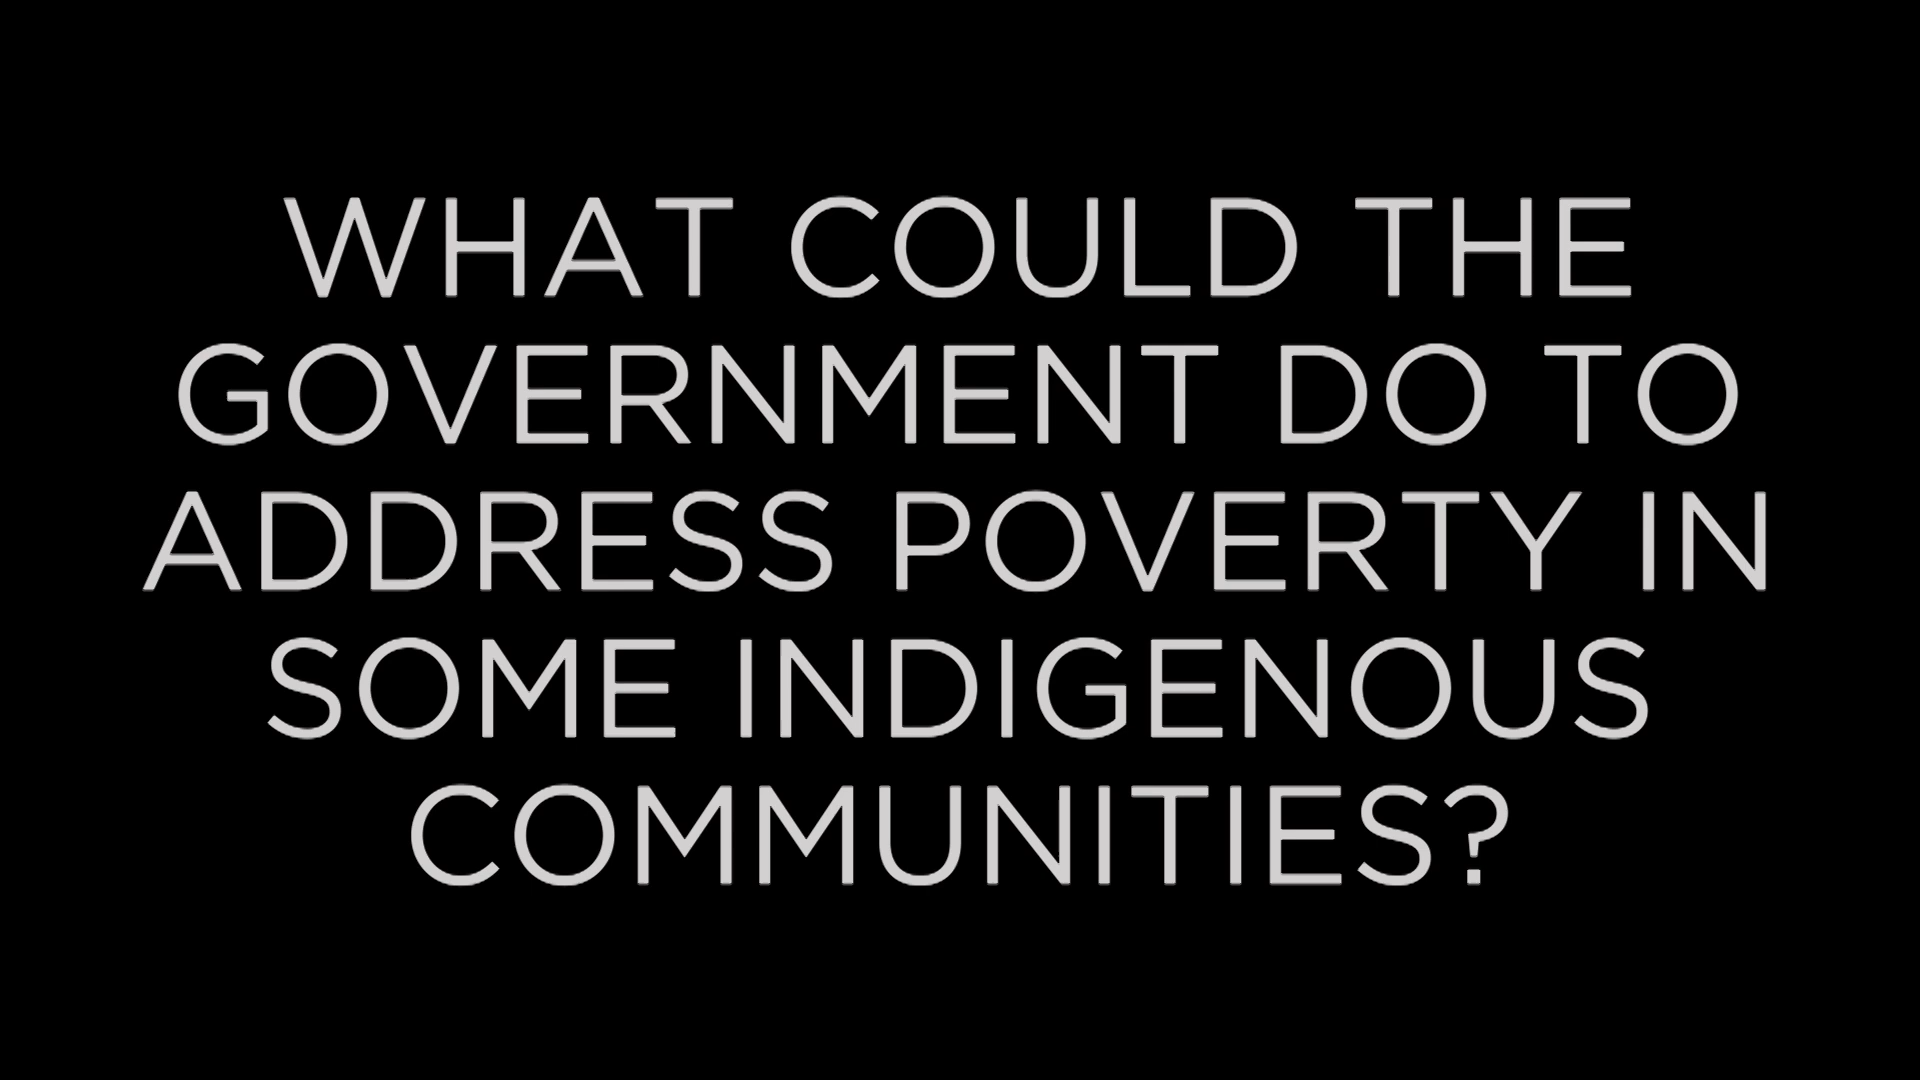 WHAT COULD THE
GOVERNMENT DO TO
ADDRESS POVERTY IN
SOME INDIGENOUS
COMMUNITIES?